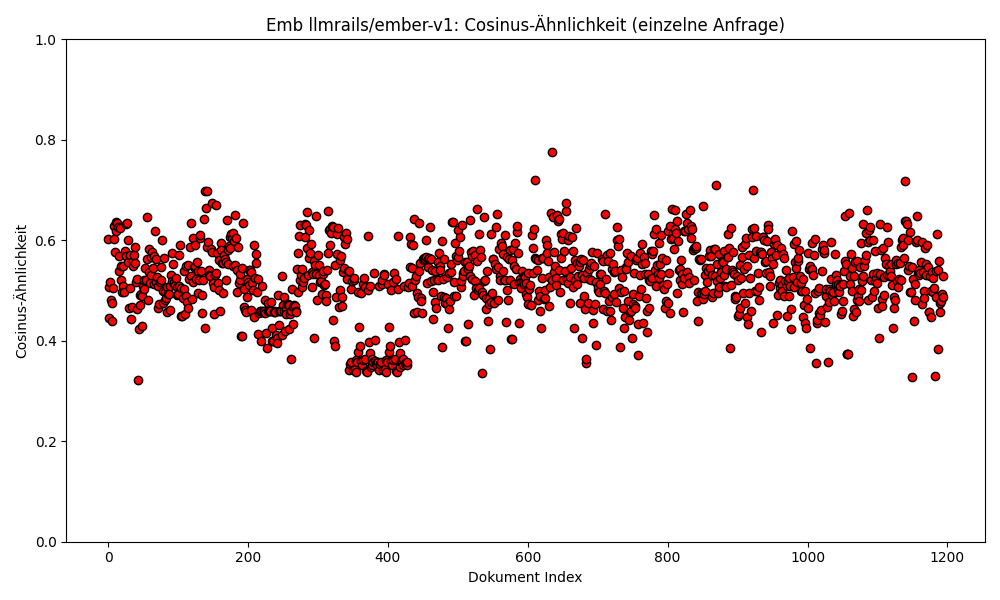 Emb llmrails/ember-v1: Cosinus-Ähnlichkeit (einzelne Anfrage)
1.0
0.8
0.6
0.4
0.2
0.0
Cosinus-Ähnlichkeit
0 200 400 600 800 1000 1200
Dokument Index